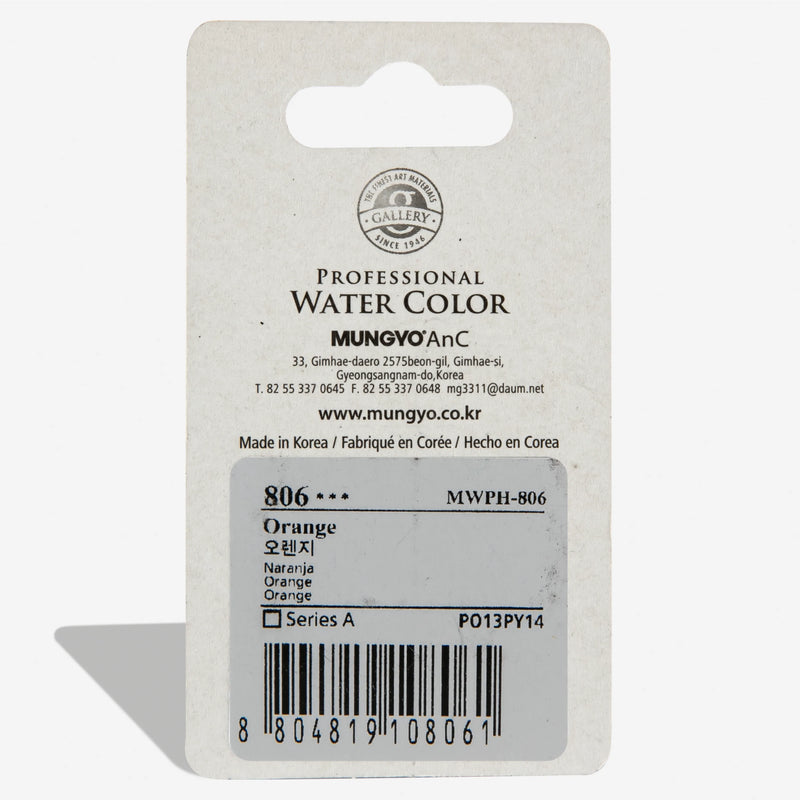 THE FINEST ART MATERIALS
g
GALLERY
SINCE 1946
PROFESSIONAL
WATER COLOR
MUNGYO® AnC
33, Gimhae-daero 2575beon-gil, Gimhae-si,
Gyeongsangnam-do,Korea
T. 82 55 337 0645 F. 82 55 337 0648 mg3311@daum.net
www.mungyo.co.kr
Made in Korea / Fabriqué en Corée / Hecho en Corea
806 *** MWPH-806
Orange
오렌지
Naranja
Orange
Orange
Series A PO13PY14
8 804819 108061